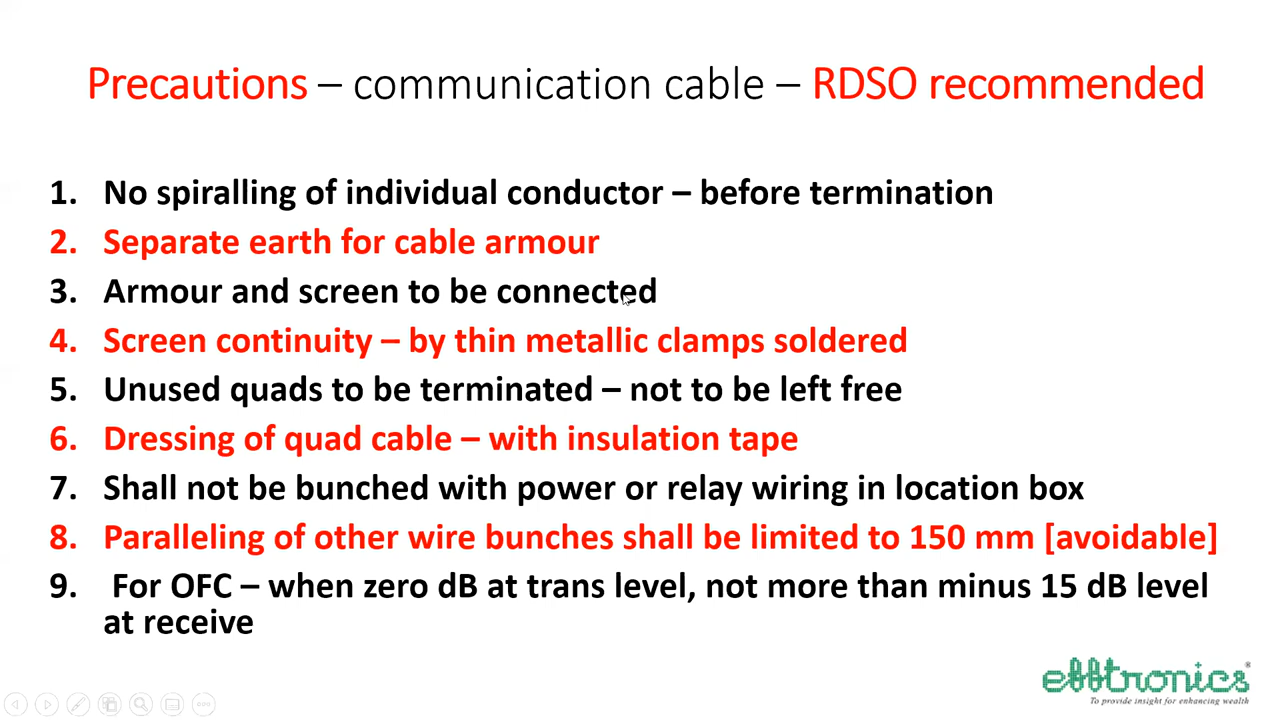 Precautions – communication cable – RDSO recommended
1. No spiralling of individual conductor – before termination
2. Separate earth for cable armour
3. Armour and screen to be connected
4. Screen continuity – by thin metallic clamps soldered
5. Unused quads to be terminated – not to be left free
6. Dressing of quad cable – with insulation tape
7. Shall not be bunched with power or relay wiring in location box
8. Paralleling of other wire bunches shall be limited to 150 mm [avoidable]
9. For OFC – when zero dB at trans level, not more than minus 15 dB level
at receive
efftronics®
To provide insight for enhancing wealth